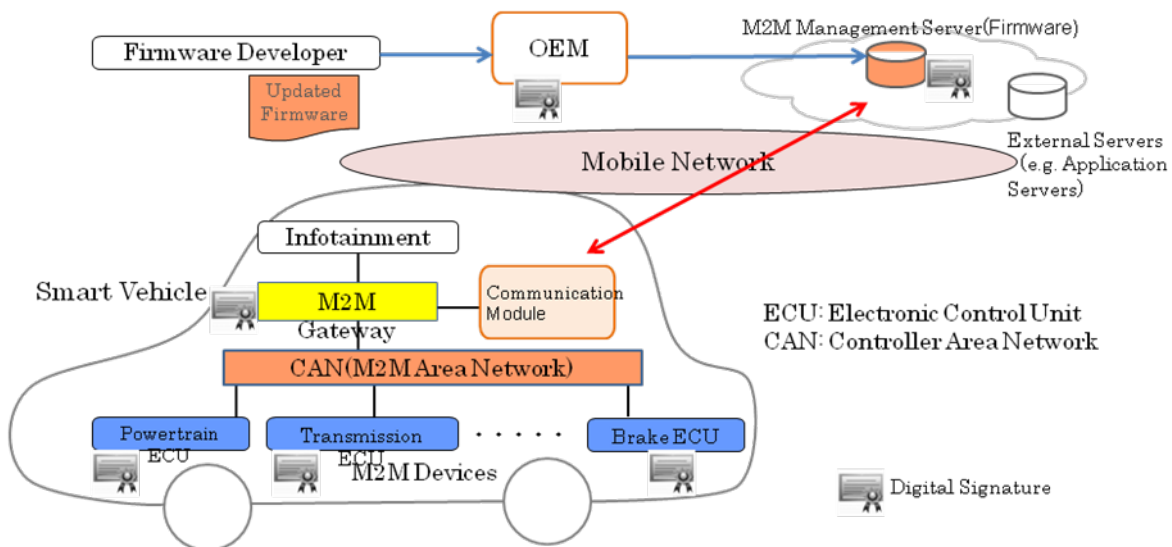 M2M Management Server(Firmware)
Firmware Developer
OEM
Updated
Firmware
External Servers
(e.g. Application
Servers)
Mobile Network
Infotainment
Smart Vehicle
M2M
Gateway
Communication
Module
ECU: Electronic Control Unit
CAN: Controller Area Network
CAN(M2M Area Network)
Powertrain
ECU
Transmission
ECU
. . . . .
Brake ECU
M2M Devices
Digital Signature